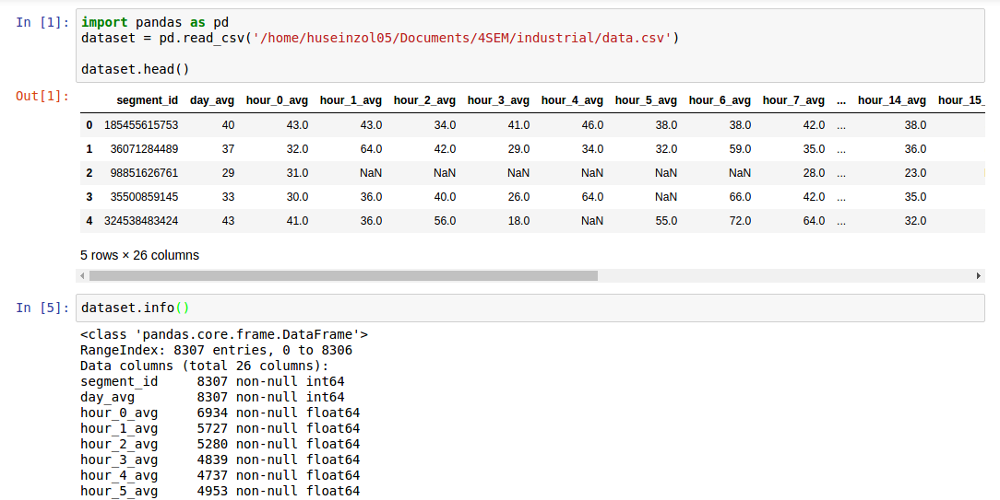 In [1]: import pandas as pd
dataset = pd.read_csv('/home/huseinzol05/Documents/4SEM/industrial/data.csv')
dataset.head()
Out[1]:
segment_id day_avg hour_0_avg hour_1_avg hour_2_avg hour_3_avg hour_4_avg hour_5_avg hour_6_avg hour_7_avg ... hour_14_avg hour_15_
0 185455615753 40 43.0 43.0 34.0 41.0 46.0 38.0 38.0 42.0 ... 38.0
1 36071284489 37 32.0 64.0 42.0 29.0 34.0 32.0 59.0 35.0 ... 36.0
2 98851626761 29 31.0 NaN NaN NaN NaN NaN NaN 28.0 ... 23.0
3 35500859145 33 30.0 36.0 40.0 26.0 64.0 NaN 66.0 42.0 ... 35.0
4 324538483424 43 41.0 36.0 56.0 18.0 NaN 55.0 72.0 64.0 ... 32.0
5 rows × 26 columns
In [5]: dataset.info()
<class 'pandas.core.frame.DataFrame'>
RangeIndex: 8307 entries, 0 to 8306
Data columns (total 26 columns):
segment_id 8307 non-null int64
day_avg 8307 non-null int64
hour_0_avg 6934 non-null float64
hour_1_avg 5727 non-null float64
hour_2_avg 5280 non-null float64
hour_3_avg 4839 non-null float64
hour_4_avg 4737 non-null float64
hour_5_avg 4953 non-null float64